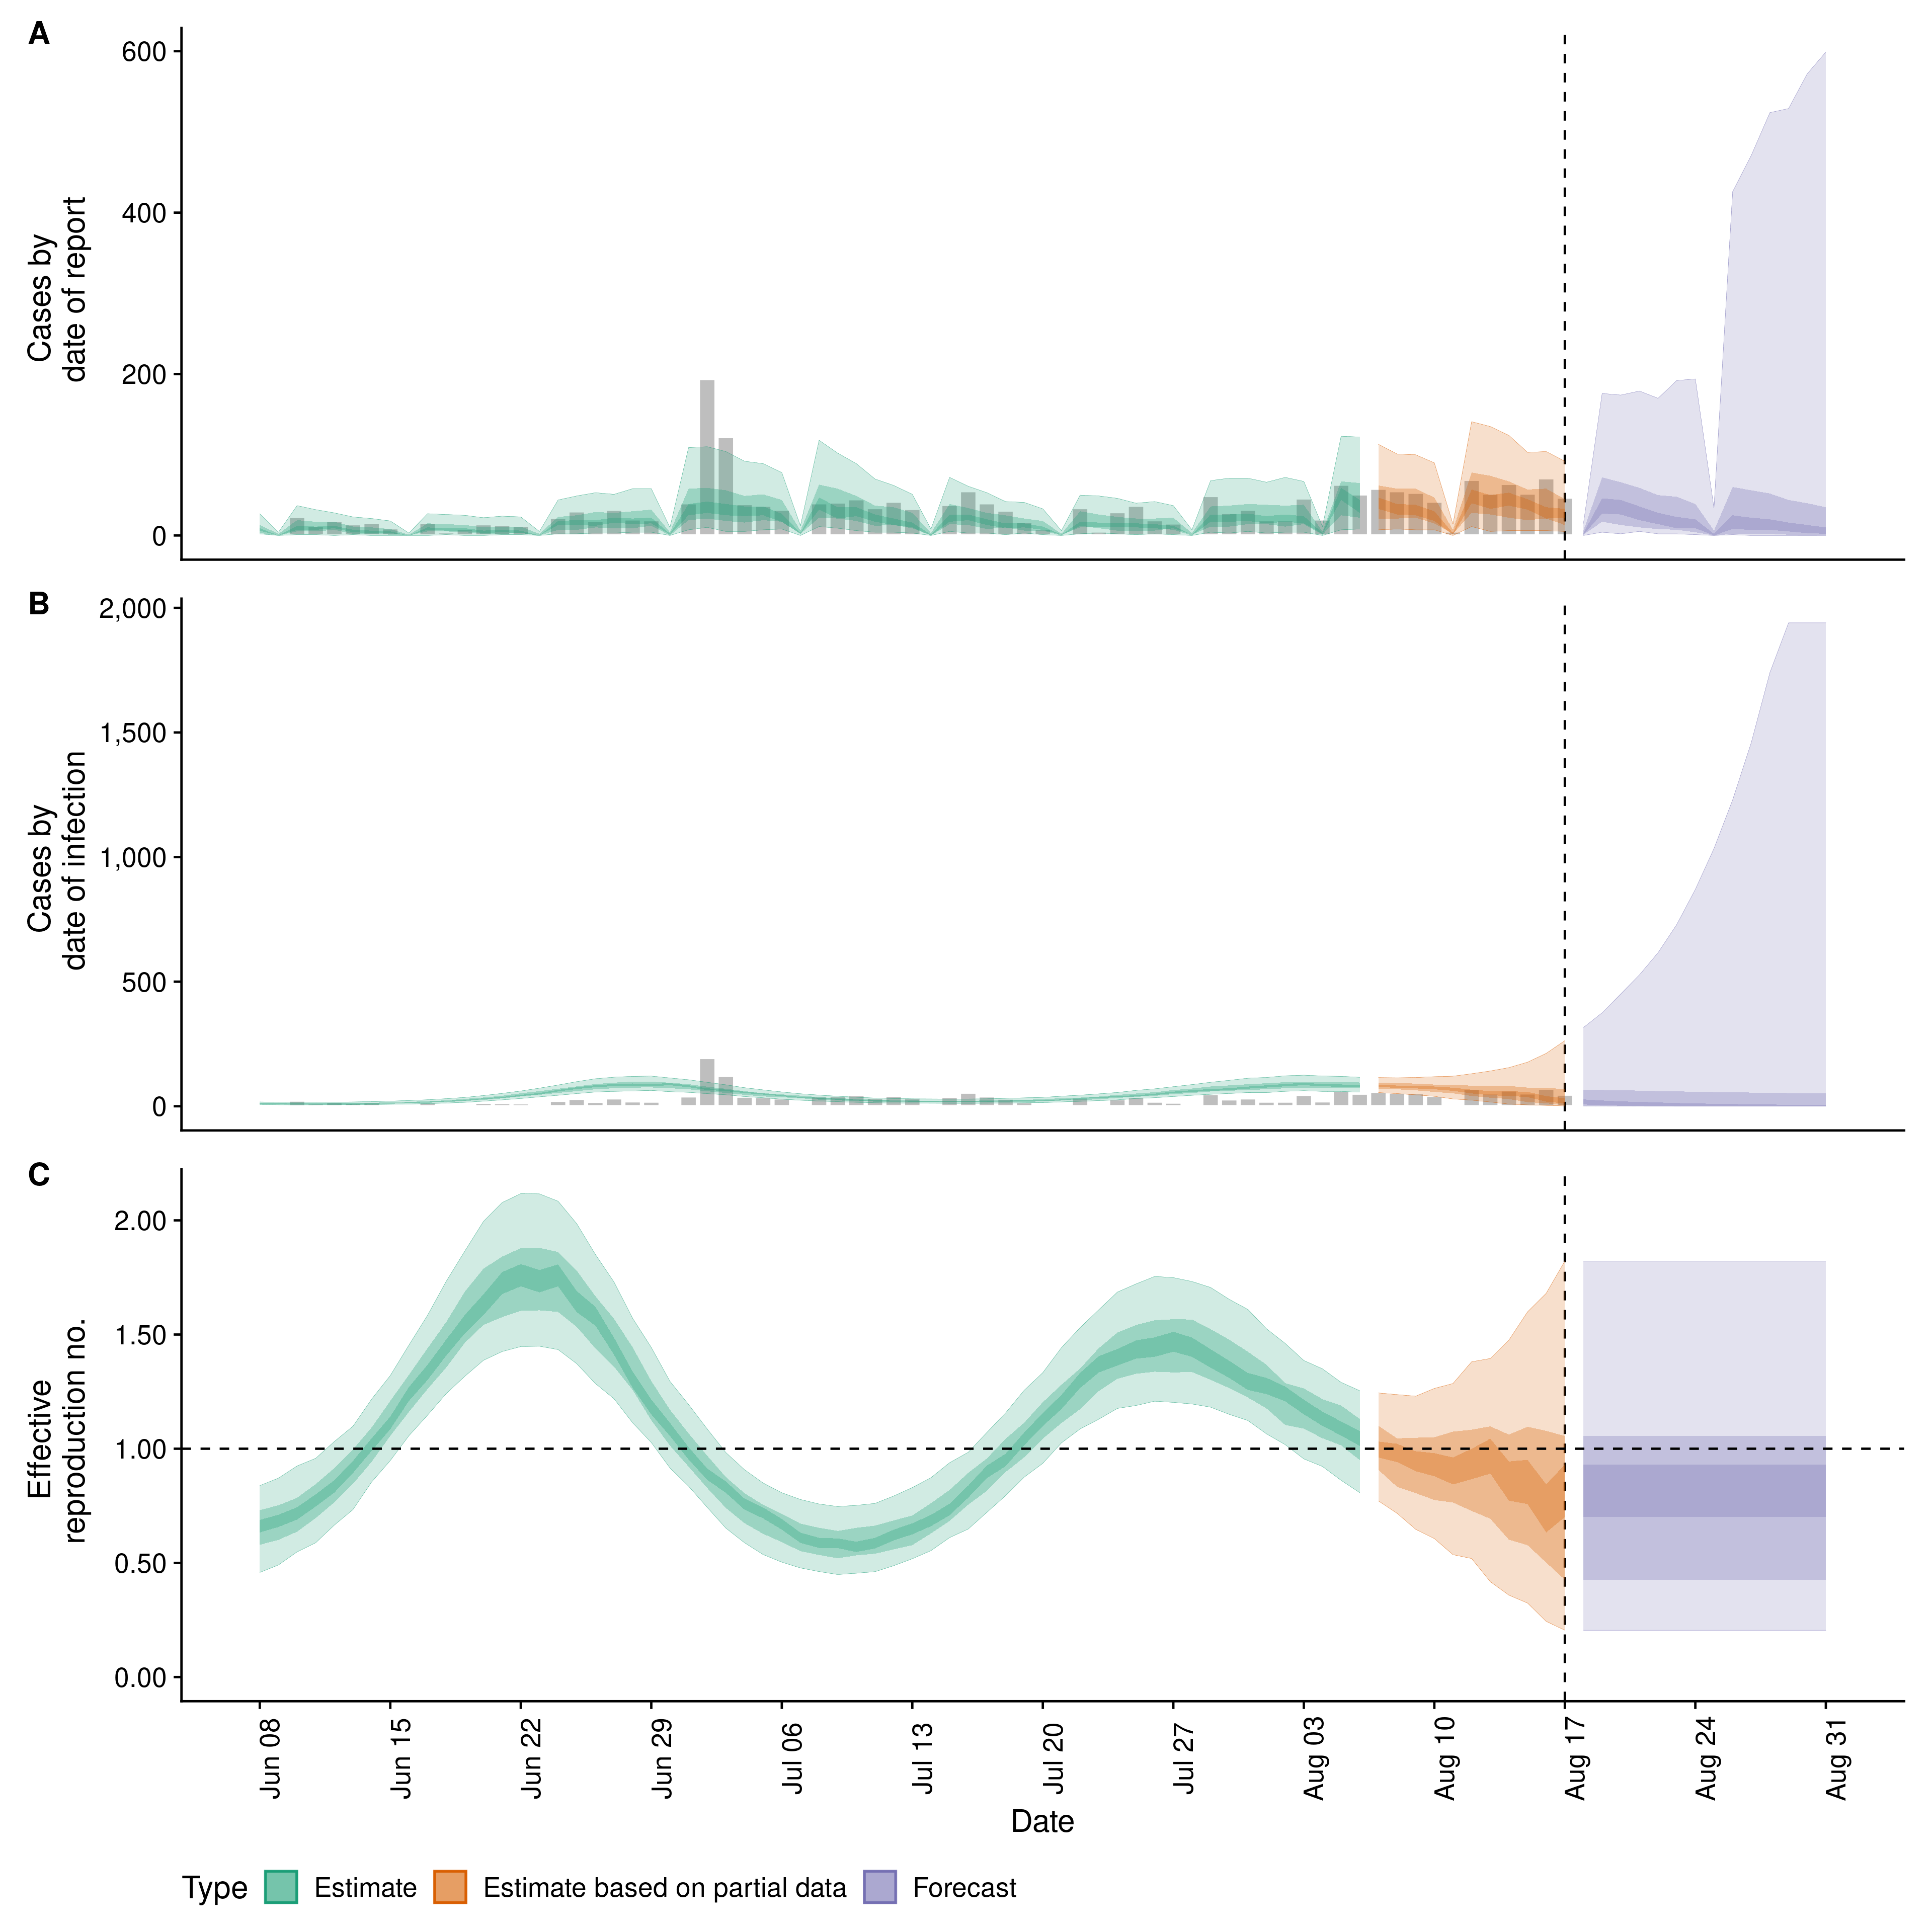 A
600
400
200
0
Cases by
date of report
B
2,000
1,500
1,000
500
0
Cases by
date of infection
C
2.00
1.50
1.00
0.50
0.00
Effective
reproduction no.
Jun 08
Jun 15
Jun 22
Jun 29
Jul 06
Jul 13
Jul 20
Jul 27
Aug 03
Aug 10
Aug 17
Aug 24
Aug 31
Date
Type Estimate Estimate based on partial data Forecast